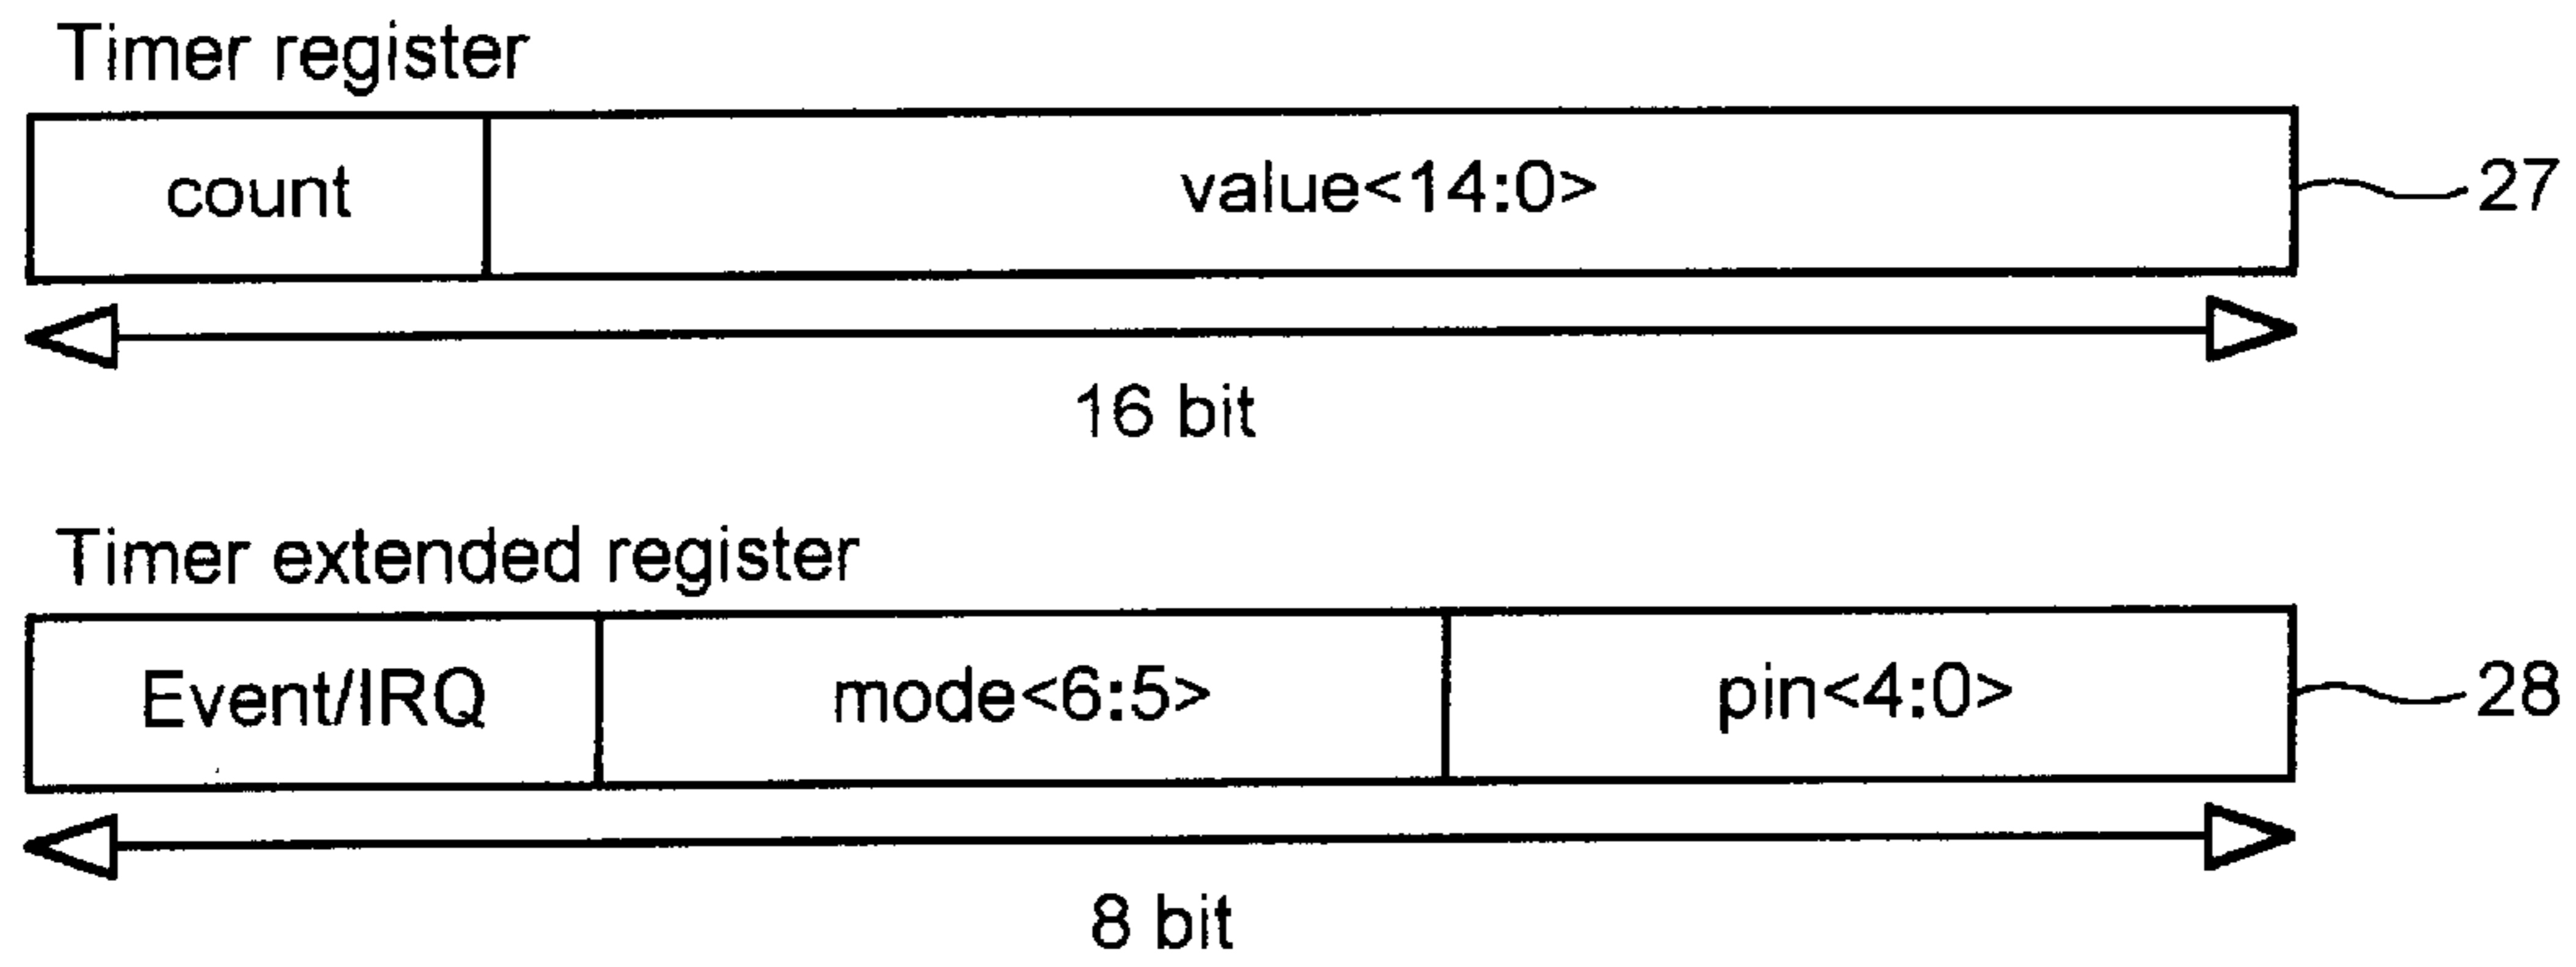 Timer register
count value<14:0> 27
16 bit
Timer extended register
Event/IRQ mode<6:5> pin<4:0> 28
8 bit